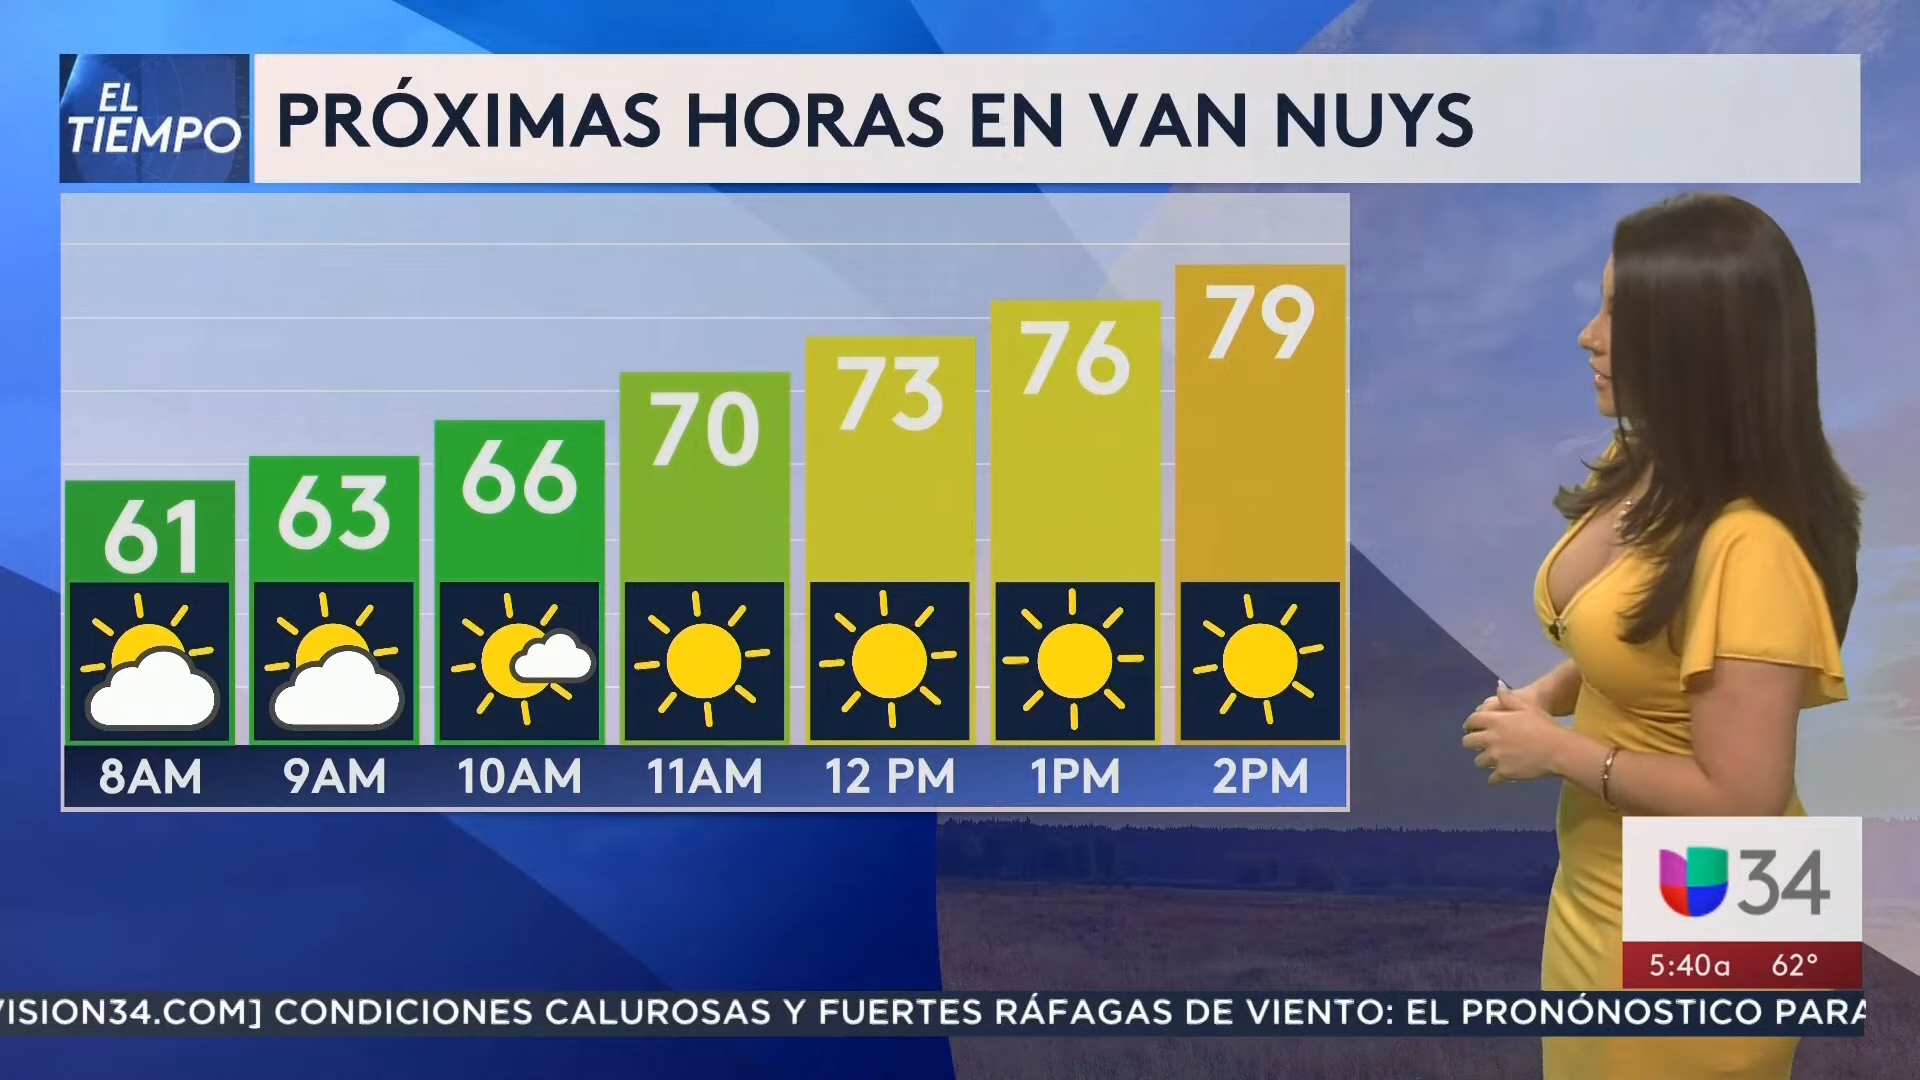 EL
TIEMPO
PRÓXIMAS HORAS EN VAN NUYS
61 63 66 70 73 76 79
8AM 9AM 10AM 11AM 12 PM 1PM 2PM
34
5:40a 62°
VISION34.COM] CONDICIONES CALUROSAS Y FUERTES RÁFAGAS DE VIENTO: EL PRONÓNOSTICO PARA